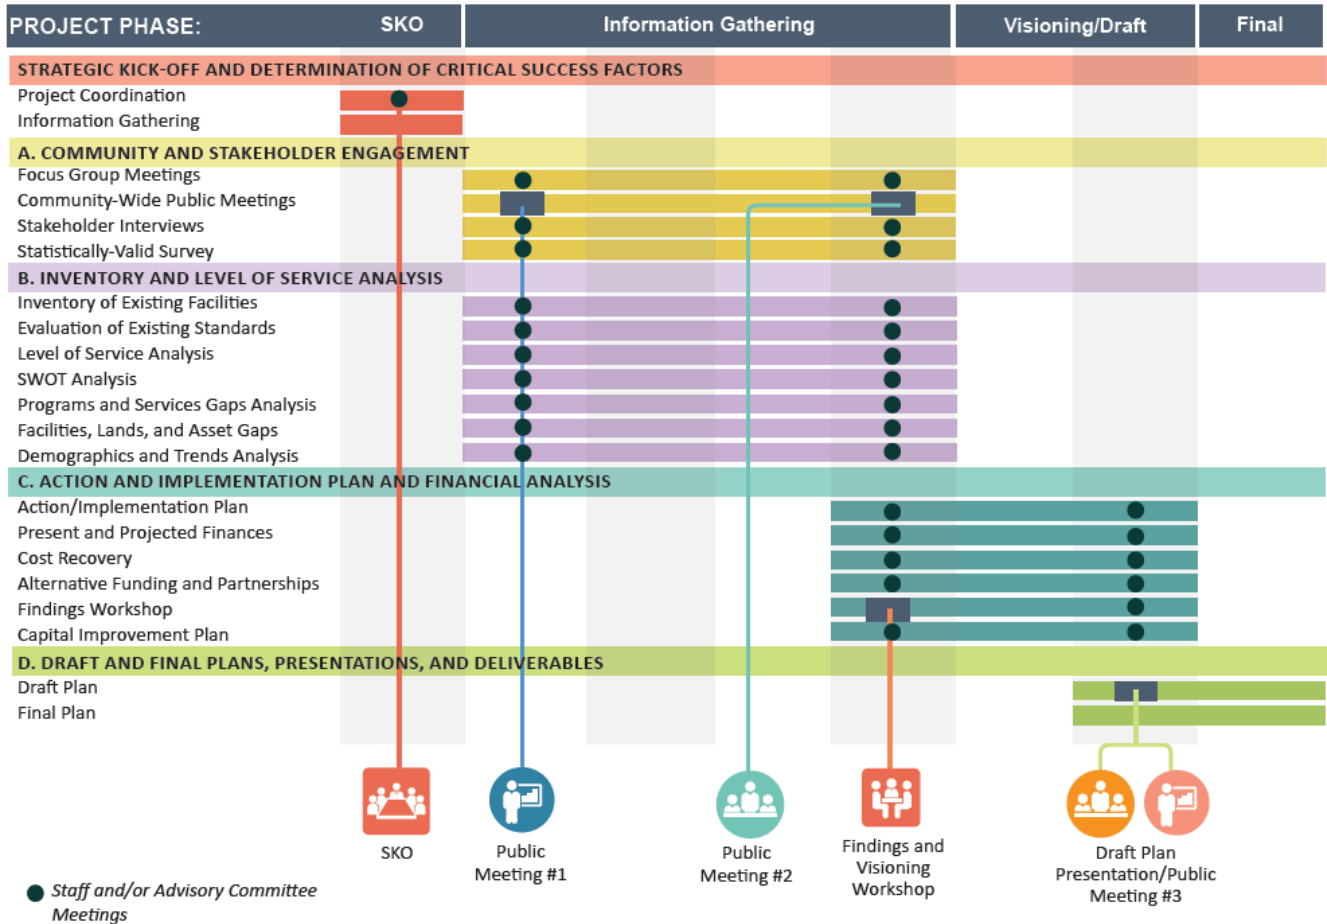 PROJECT PHASE: SKO Information Gathering Visioning/Draft Final
STRATEGIC KICK-OFF AND DETERMINATION OF CRITICAL SUCCESS FACTORS
Project Coordination
Information Gathering
A. COMMUNITY AND STAKEHOLDER ENGAGEMENT
Focus Group Meetings
Community-Wide Public Meetings
Stakeholder Interviews
Statistically-Valid Survey
B. INVENTORY AND LEVEL OF SERVICE ANALYSIS
Inventory of Existing Facilities
Evaluation of Existing Standards
Level of Service Analysis
SWOT Analysis
Programs and Services Gaps Analysis
Facilities, Lands, and Asset Gaps
Demographics and Trends Analysis
C. ACTION AND IMPLEMENTATION PLAN AND FINANCIAL ANALYSIS
Action/Implementation Plan
Present and Projected Finances
Cost Recovery
Alternative Funding and Partnerships
Findings Workshop
Capital Improvement Plan
D. DRAFT AND FINAL PLANS, PRESENTATIONS, AND DELIVERABLES
Draft Plan
Final Plan
SKO
Public
Meeting #1
Public
Meeting #2
Findings and
Visioning
Workshop
Draft Plan
Presentation/Public
Meeting #3
Staff and/or Advisory Committee
Meetings